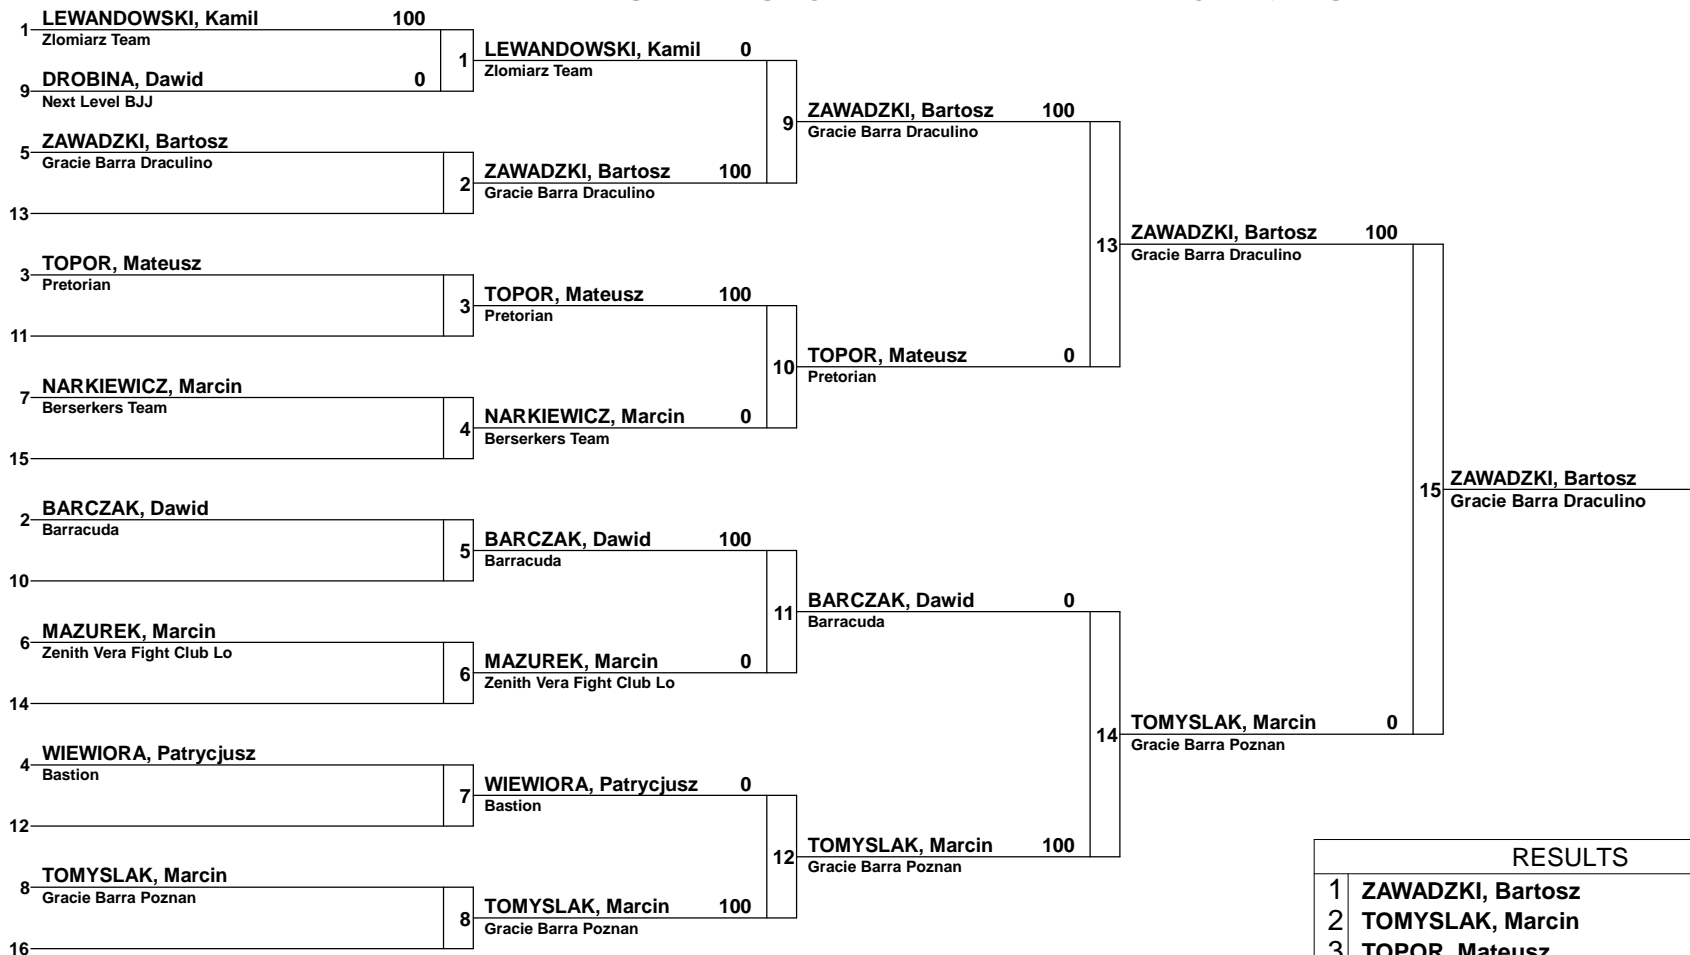 1 LEWANDOWSKI, Kamil 100
Zlomiarz Team
9 DROBINA, Dawid 0
Next Level BJJ
5 ZAWADZKI, Bartosz
Gracie Barra Draculino
13
3 TOPOR, Mateusz
Pretorian
11
7 NARKIEWICZ, Marcin
Berserkers Team
15
2 BARCZAK, Dawid
Barracuda
10
6 MAZUREK, Marcin
Zenith Vera Fight Club Lo
14
4 WIEWIORA, Patrycjusz
Bastion
12
8 TOMYSLAK, Marcin
Gracie Barra Poznan
16
1 LEWANDOWSKI, Kamil 0
Zlomiarz Team
2 ZAWADZKI, Bartosz 100
Gracie Barra Draculino
3 TOPOR, Mateusz 100
Pretorian
4 NARKIEWICZ, Marcin 0
Berserkers Team
5 BARCZAK, Dawid 100
Barracuda
6 MAZUREK, Marcin 0
Zenith Vera Fight Club Lo
7 WIEWIORA, Patrycjusz 0
Bastion
8 TOMYSLAK, Marcin 100
Gracie Barra Poznan
9 ZAWADZKI, Bartosz 100
Gracie Barra Draculino
10 TOPOR, Mateusz 0
Pretorian
11 BARCZAK, Dawid 0
Barracuda
12 TOMYSLAK, Marcin 100
Gracie Barra Poznan
13 ZAWADZKI, Bartosz 100
Gracie Barra Draculino
14 TOMYSLAK, Marcin 0
Gracie Barra Poznan
15 ZAWADZKI, Bartosz
Gracie Barra Draculino
RESULTS
1 ZAWADZKI, Bartosz
2 TOMYSLAK, Marcin
3 TOPOR, Mateusz